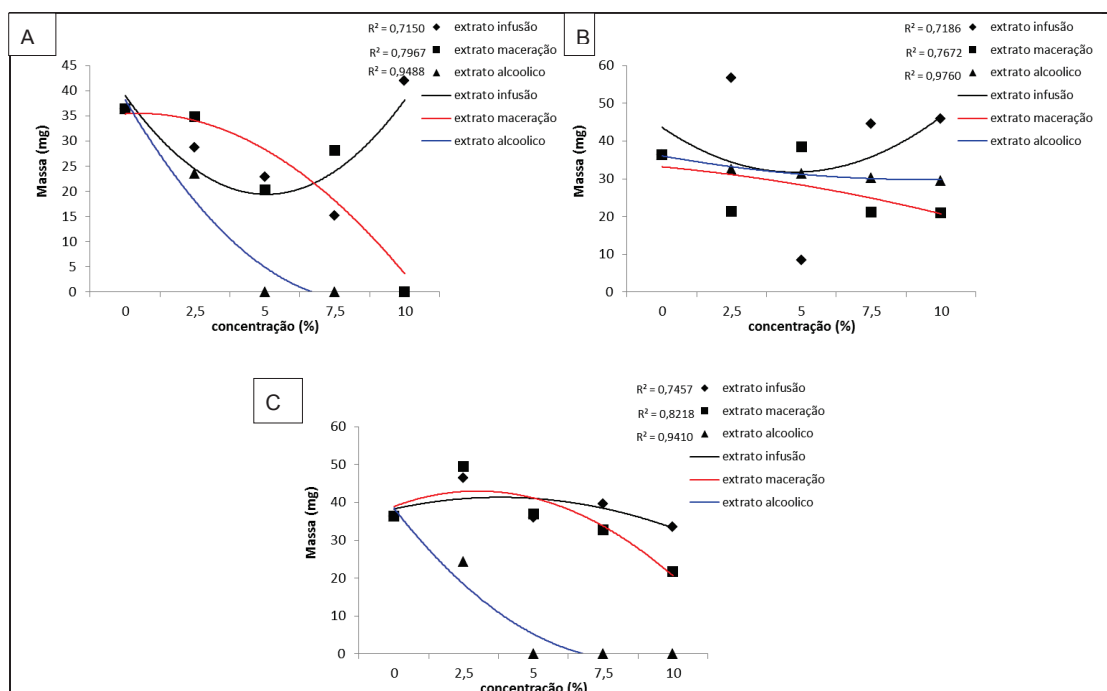 A
R² = 0,7150 extrato infusão
R² = 0,7967 extrato maceração
R² = 0,9488 extrato alcoolico
extrato infusão
extrato maceração
extrato alcoolico
Massa (mg)
45
40
35
30
25
20
15
10
5
0
0 2,5 5 7,5 10
concentração (%)
B
R² = 0,7186 extrato infusão
R² = 0,7672 extrato maceração
R² = 0,9760 extrato alcoolico
extrato infusão
extrato maceração
extrato alcoolico
Massa (mg)
60
50
40
30
20
10
0
0 2,5 5 7,5 10
concentração (%)
C
R² = 0,7457 extrato infusão
R² = 0,8218 extrato maceração
R² = 0,9410 extrato alcoolico
extrato infusão
extrato maceração
extrato alcoolico
Massa (mg)
60
50
40
30
20
10
0
0 2,5 5 7,5 10
concentração (%)